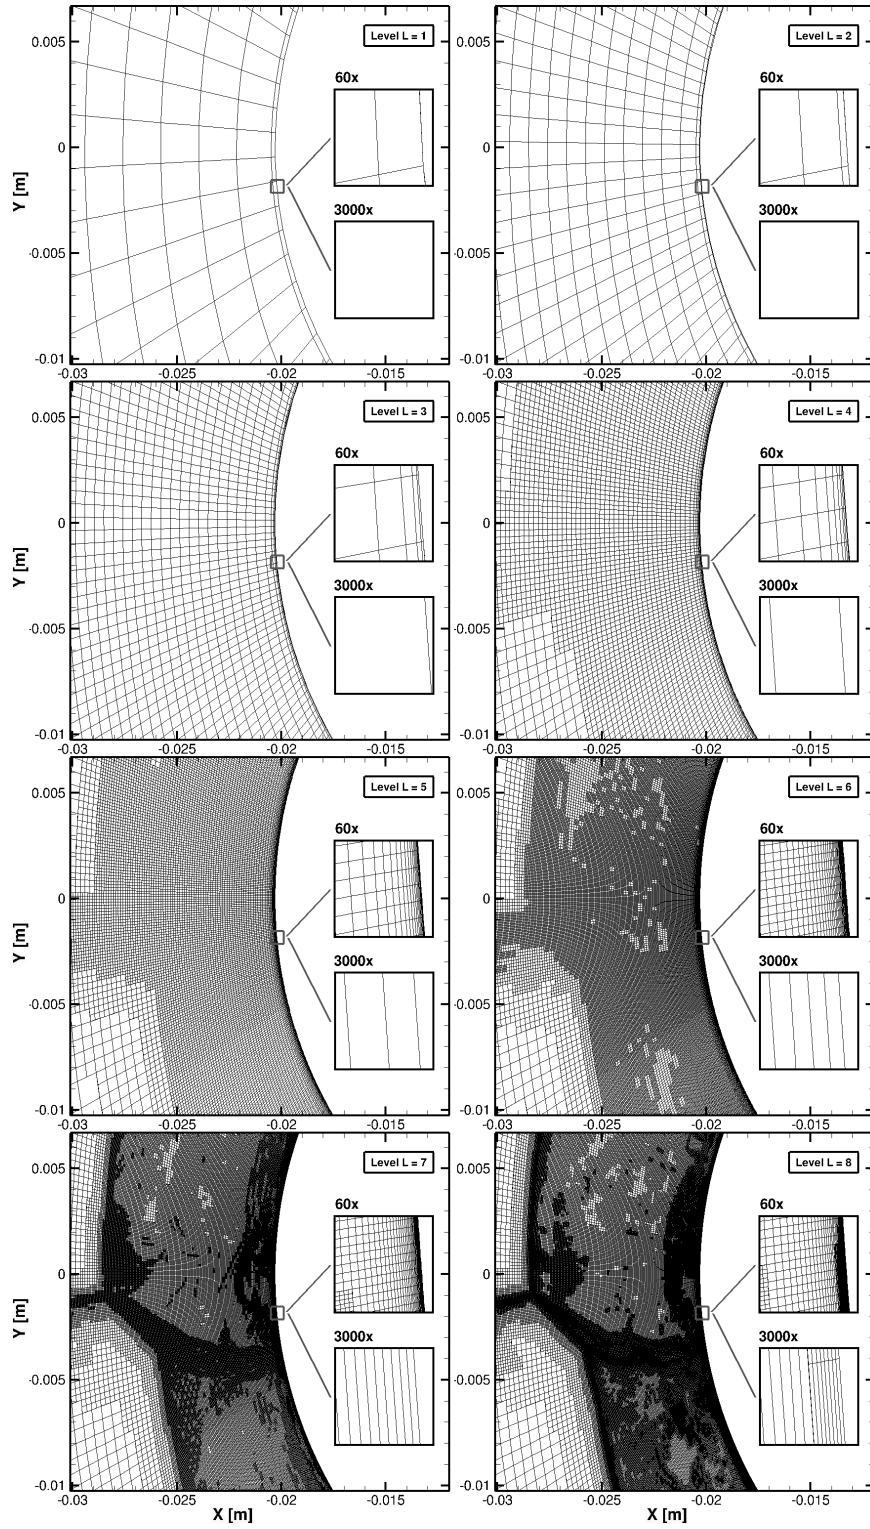 0.005
Level L = 1
60x
0
3000x
-0.005
-0.01
Y [m]
-0.03
-0.025
-0.02
-0.015
0.005
Level L = 2
60x
0
3000x
-0.005
-0.01
-0.03
-0.025
-0.02
-0.015
0.005
Level L = 3
60x
0
3000x
-0.005
-0.01
Y [m]
-0.03
-0.025
-0.02
-0.015
0.005
Level L = 4
60x
0
3000x
-0.005
-0.01
-0.03
-0.025
-0.02
-0.015
0.005
Level L = 5
60x
0
3000x
-0.005
-0.01
Y [m]
-0.03
-0.025
-0.02
-0.015
0.005
Level L = 6
60x
0
3000x
-0.005
-0.01
-0.03
-0.025
-0.02
-0.015
0.005
Level L = 7
60x
0
3000x
-0.005
-0.01
Y [m]
-0.03
-0.025
-0.02
-0.015
X [m]
0.005
Level L = 8
60x
0
3000x
-0.005
-0.01
-0.03
-0.025
-0.02
-0.015
X [m]